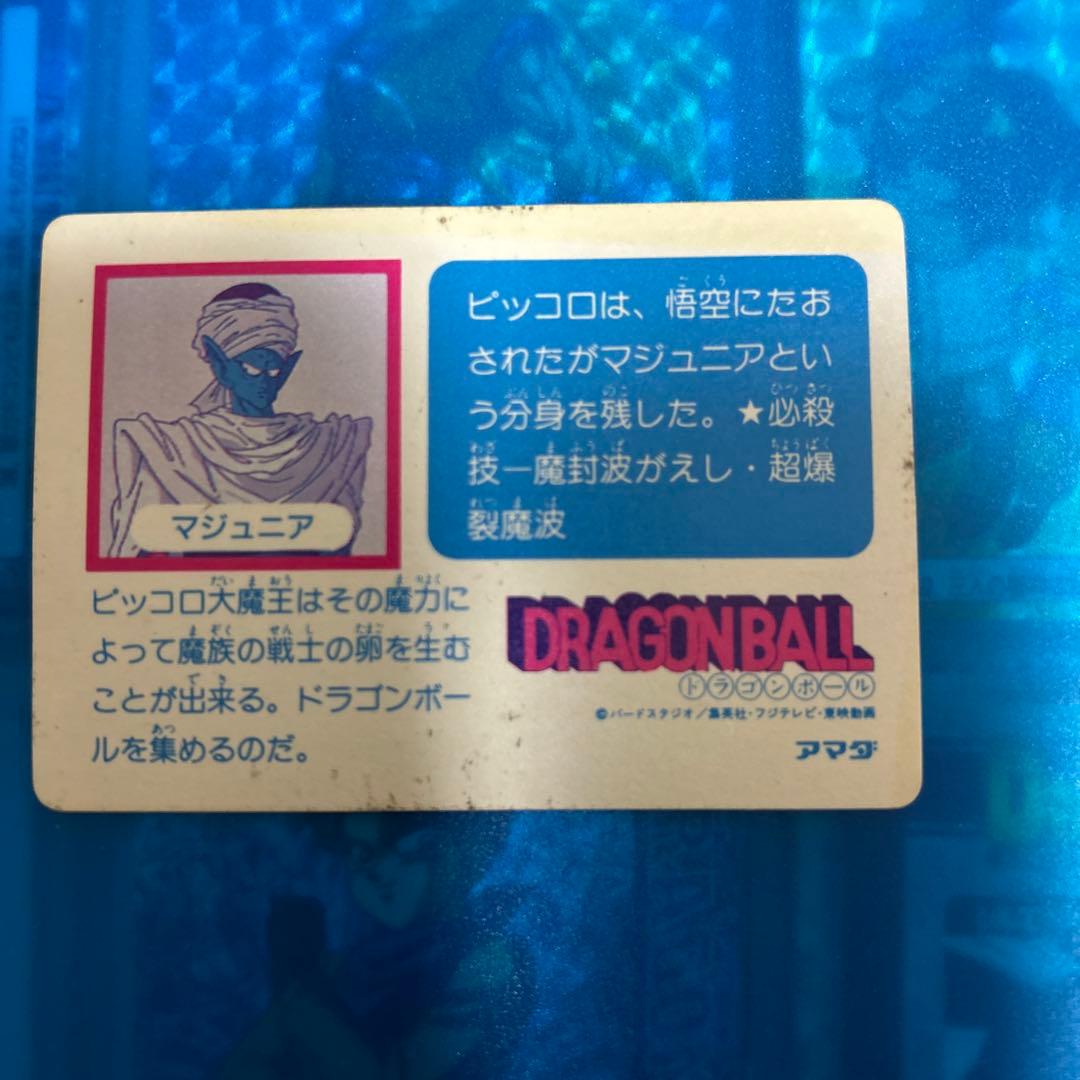 マジュニア
ピッコロは、悟空にたお
されたがマジュニアとい
う分身を残した。★必殺
技ー魔封波がえし・超爆
裂魔波
ピッコロ大魔王はその魔力に
よって魔族の戦士の卵を生む
ことが出来る。ドラゴンボー
ルを集めるのだ。
DRAGON BALL
ドラゴンボール
©バードスタジオ/集英社・フジテレビ・東映動画
アマダ